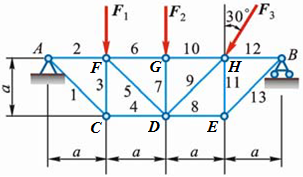 F₁ F₂ 30° F₃
A 2 6 10 12 B
F G H
a 1 3 5 7 9 11 13
4 8
C D E
a a a a